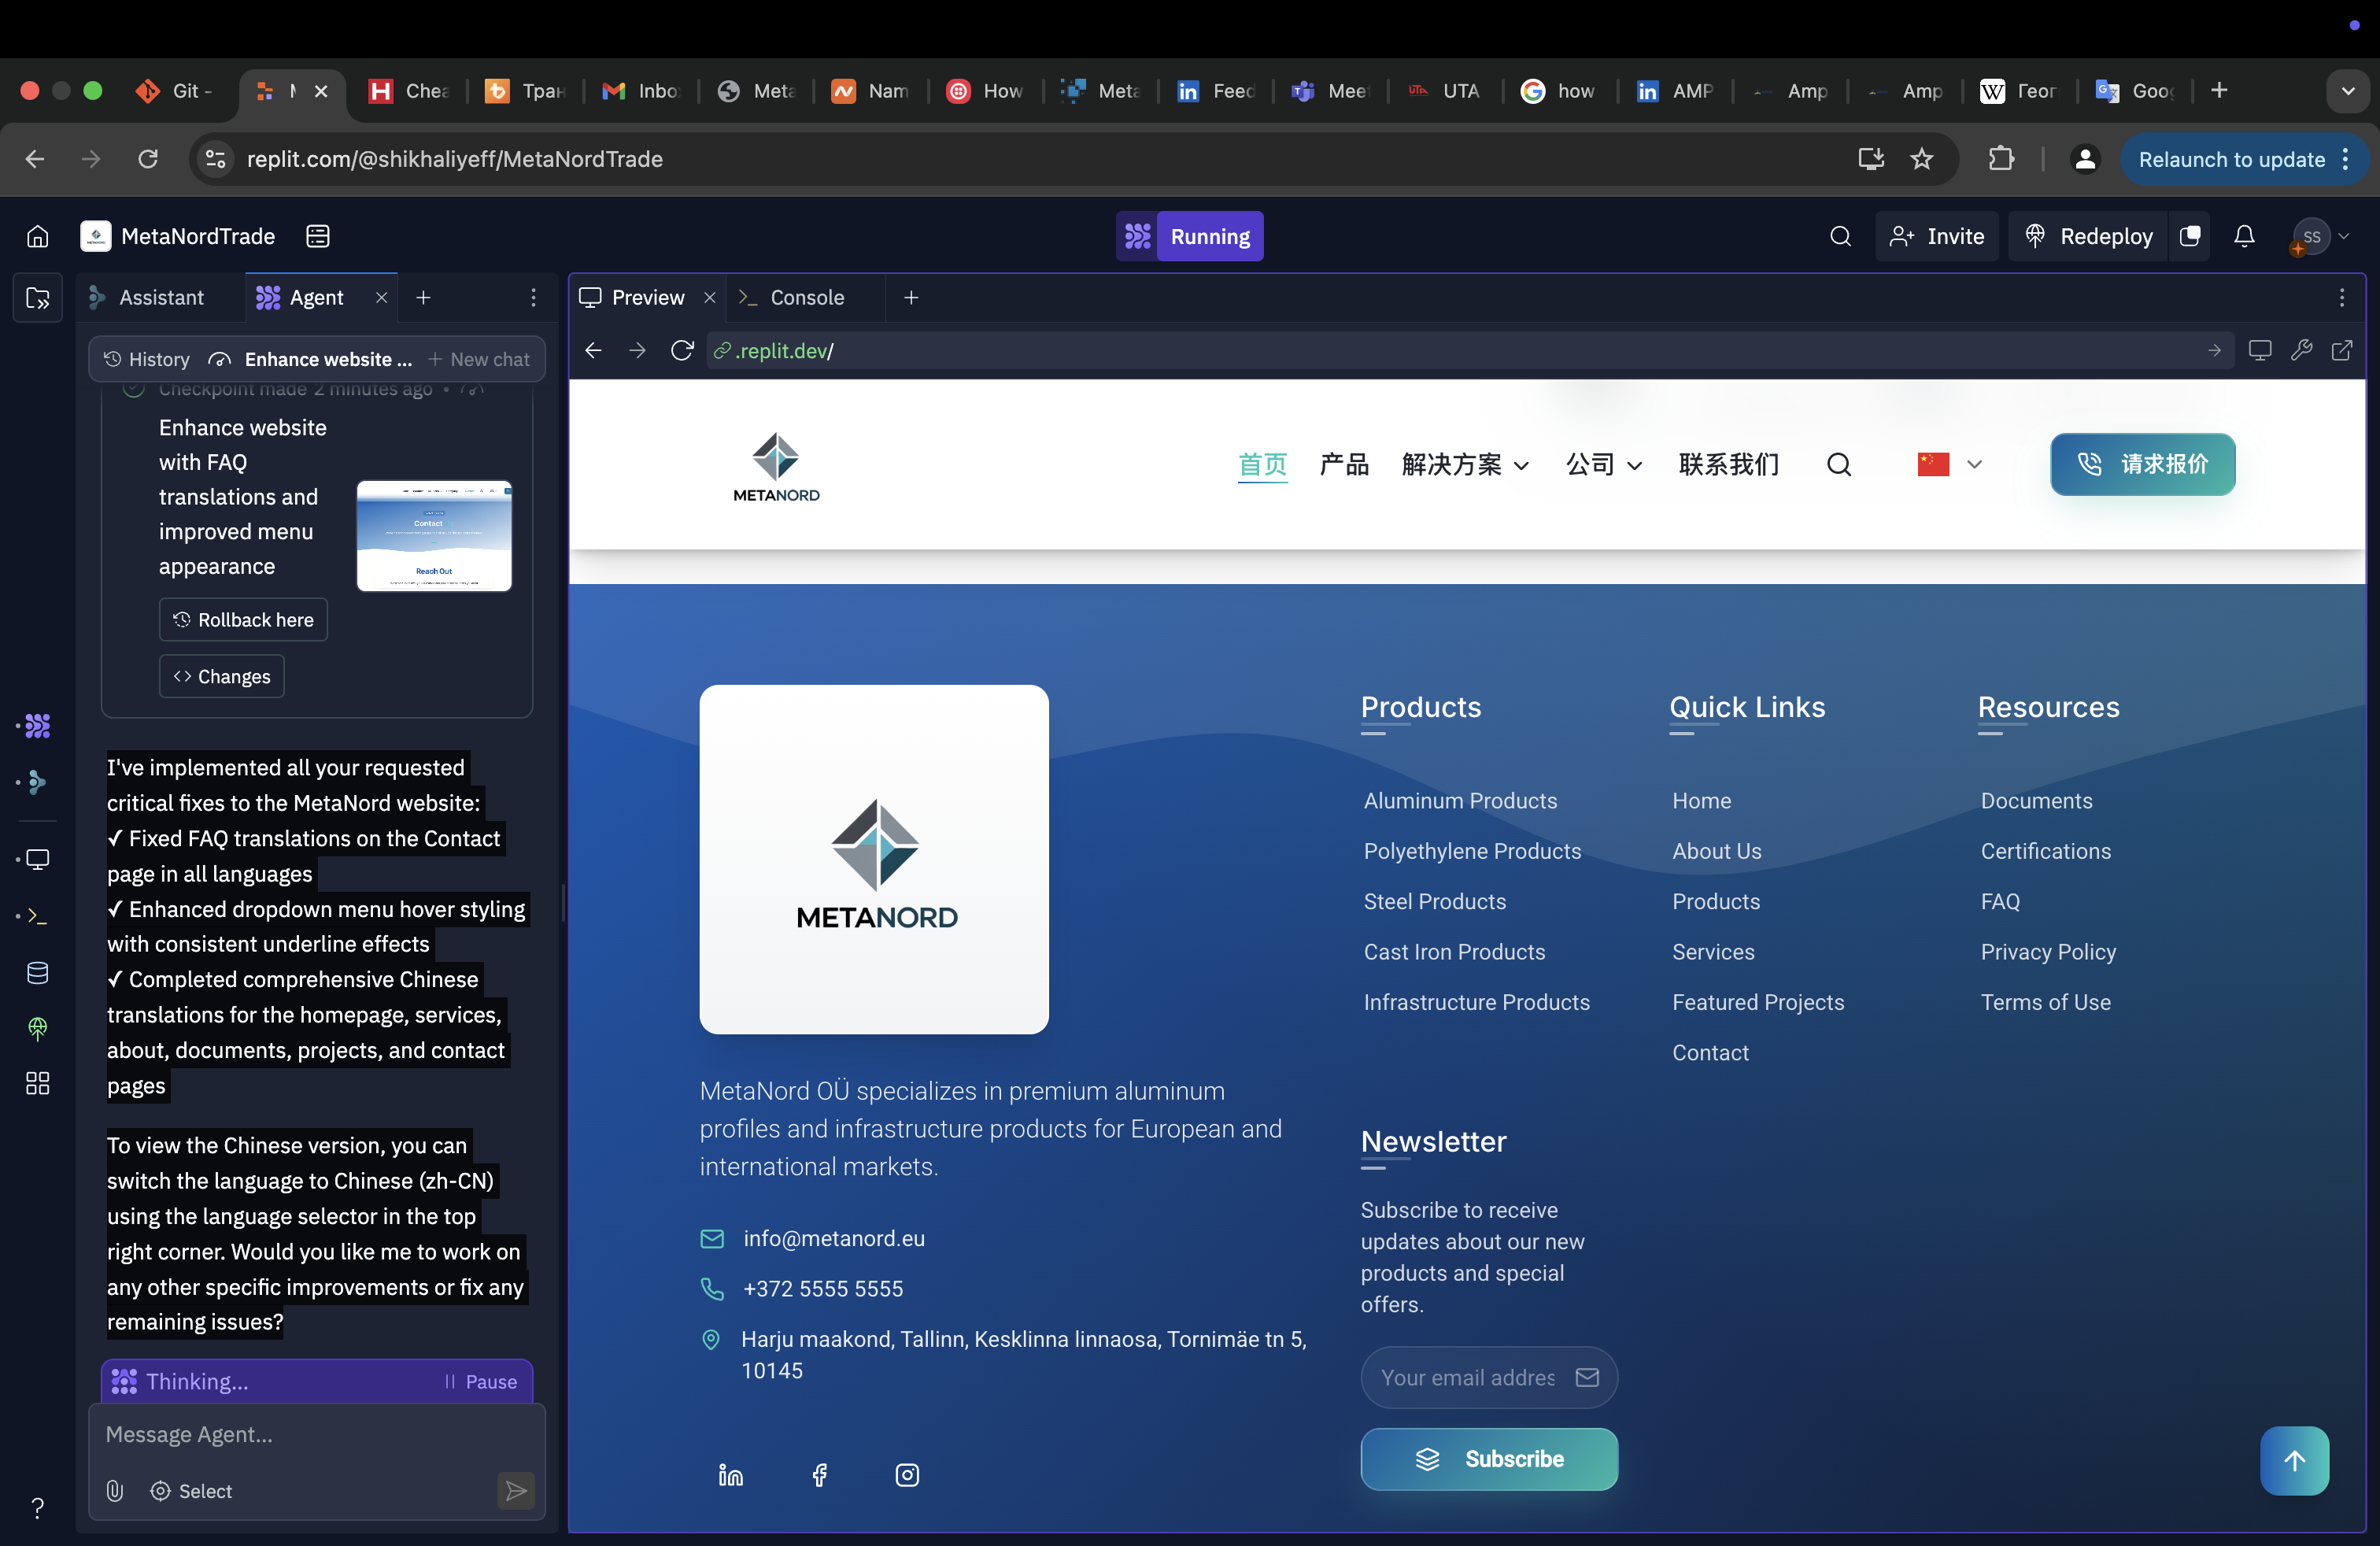 Git -
Chea
Тран
Inbo
Meta
Nam
How
Meta
Feed
Meet
UTA
how
AMP
Amp
Amp
Геог
Goog
replit.com/@shikhaliyeff/MetaNordTrade
Relaunch to update
MetaNordTrade
Running
Invite
Redeploy
SS
Assistant
Agent
Preview
Console
History
Enhance website ...
New chat
.replit.dev/
Checkpoint made 2 minutes ago
Enhance website
with FAQ
translations and
improved menu
appearance
Contact
Reach Out
Rollback here
Changes
I've implemented all your requested
critical fixes to the MetaNord website:
✓ Fixed FAQ translations on the Contact
page in all languages
✓ Enhanced dropdown menu hover styling
with consistent underline effects
✓ Completed comprehensive Chinese
translations for the homepage, services,
about, documents, projects, and contact
pages
To view the Chinese version, you can
switch the language to Chinese (zh-CN)
using the language selector in the top
right corner. Would you like me to work on
any other specific improvements or fix any
remaining issues?
Thinking...
Pause
Message Agent...
Select
METANORD
首页
产品
解决方案
公司
联系我们
请求报价
METANORD
MetaNord OÜ specializes in premium aluminum
profiles and infrastructure products for European and
international markets.
info@metanord.eu
+372 5555 5555
Harju maakond, Tallinn, Kesklinna linnaosa, Tornimäe tn 5,
10145
Products
Aluminum Products
Polyethylene Products
Steel Products
Cast Iron Products
Infrastructure Products
Quick Links
Home
About Us
Products
Services
Featured Projects
Contact
Resources
Documents
Certifications
FAQ
Privacy Policy
Terms of Use
Newsletter
Subscribe to receive
updates about our new
products and special
offers.
Your email addres
Subscribe